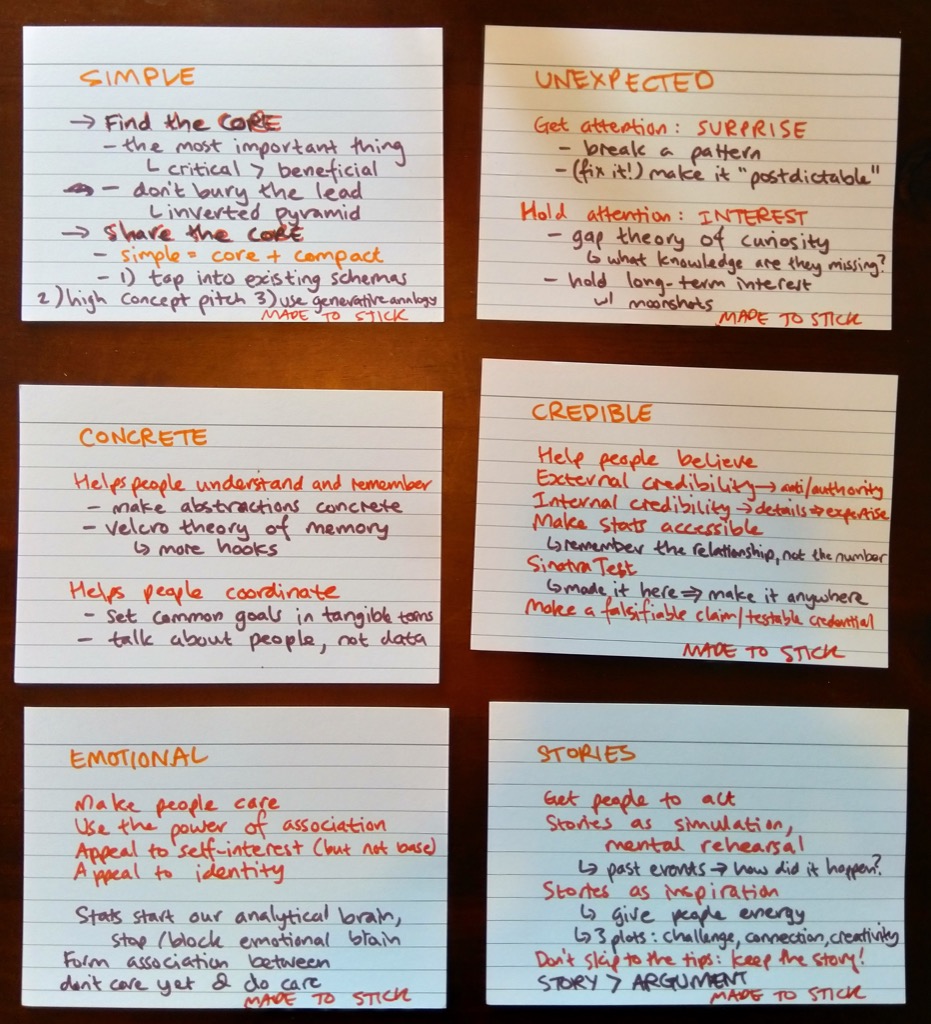 SIMPLE
→ Find the CORE
- the most important thing
↳ critical > beneficial
- don't bury the lead
↳ inverted pyramid
→ Share the CORE
- simple = core + compact
- 1) tap into existing schemas
2) high concept pitch 3) use generative analogy
MADE TO STICK
UNEXPECTED
Get attention: SURPRISE
- break a pattern
- (fix it!) make it "postdictable"
Hold attention: INTEREST
- gap theory of curiosity
↳ what knowledge are they missing?
- hold long-term interest
w/ moonshots
MADE TO STICK
CONCRETE
Helps people understand and remember
- make abstractions concrete
- velcro theory of memory
↳ more hooks
Helps people coordinate
- set common goals in tangible terms
- talk about people, not data
CREDIBLE
Help people believe
External credibility → anti/authority
Internal credibility → details ⇒ expertise
Make stats accessible
↳ remember the relationship, not the number
Sinatra Test
↳ made it here ⇒ make it anywhere
Make a falsifiable claim/testable credential
MADE TO STICK
EMOTIONAL
Make people care
Use the power of association
Appeal to self-interest (but not base)
Appeal to identity
Stats start our analytical brain,
stop/block emotional brain
Form association between
don't care yet & do care
MADE TO STICK
STORIES
Get people to act
Stories as simulation,
mental rehearsal
↳ past events → how did it happen?
Stories as inspiration
↳ give people energy
↳ 3 plots: challenge, connection, creativity
Don't skip to the tips: keep the story!
STORY > ARGUMENT
MADE TO STICK